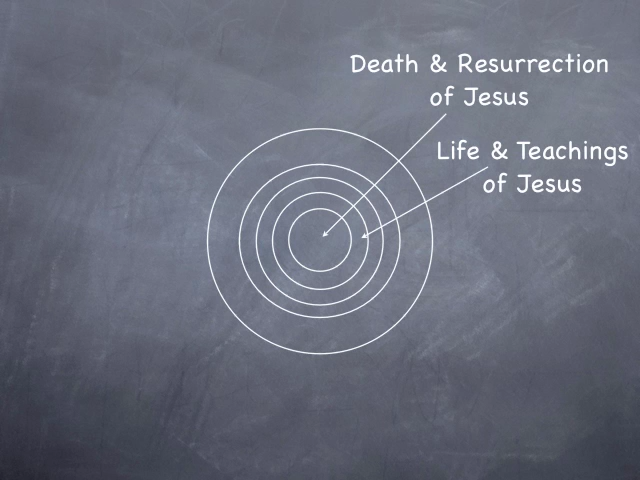 Death & Resurrection
of Jesus
Life & Teachings
of Jesus